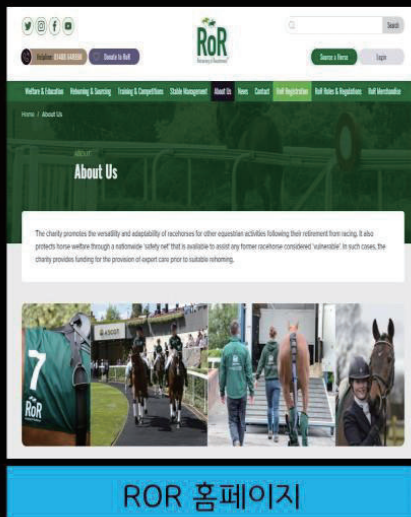 RoR
Search
Helpline
Donate to RoR
Source a Horse
Login
Welfare & Education Rehoming & Sourcing Training & Competitions Stable Management About Us News Contact RoR Registration RoR Rules & Regulations RoR Merchandise
Home / About Us
About Us
The charity promotes the versatility and adaptability of racehorses for other equestrian activities following their retirement from racing. It also
protects horse welfare through a nationwide 'safety net' that is available to assist any former racehorse considered 'vulnerable'. In such cases, the
charity provides funding for the provision of expert care prior to suitable rehoming.
7
RoR
ASCOT
ROR 홈페이지